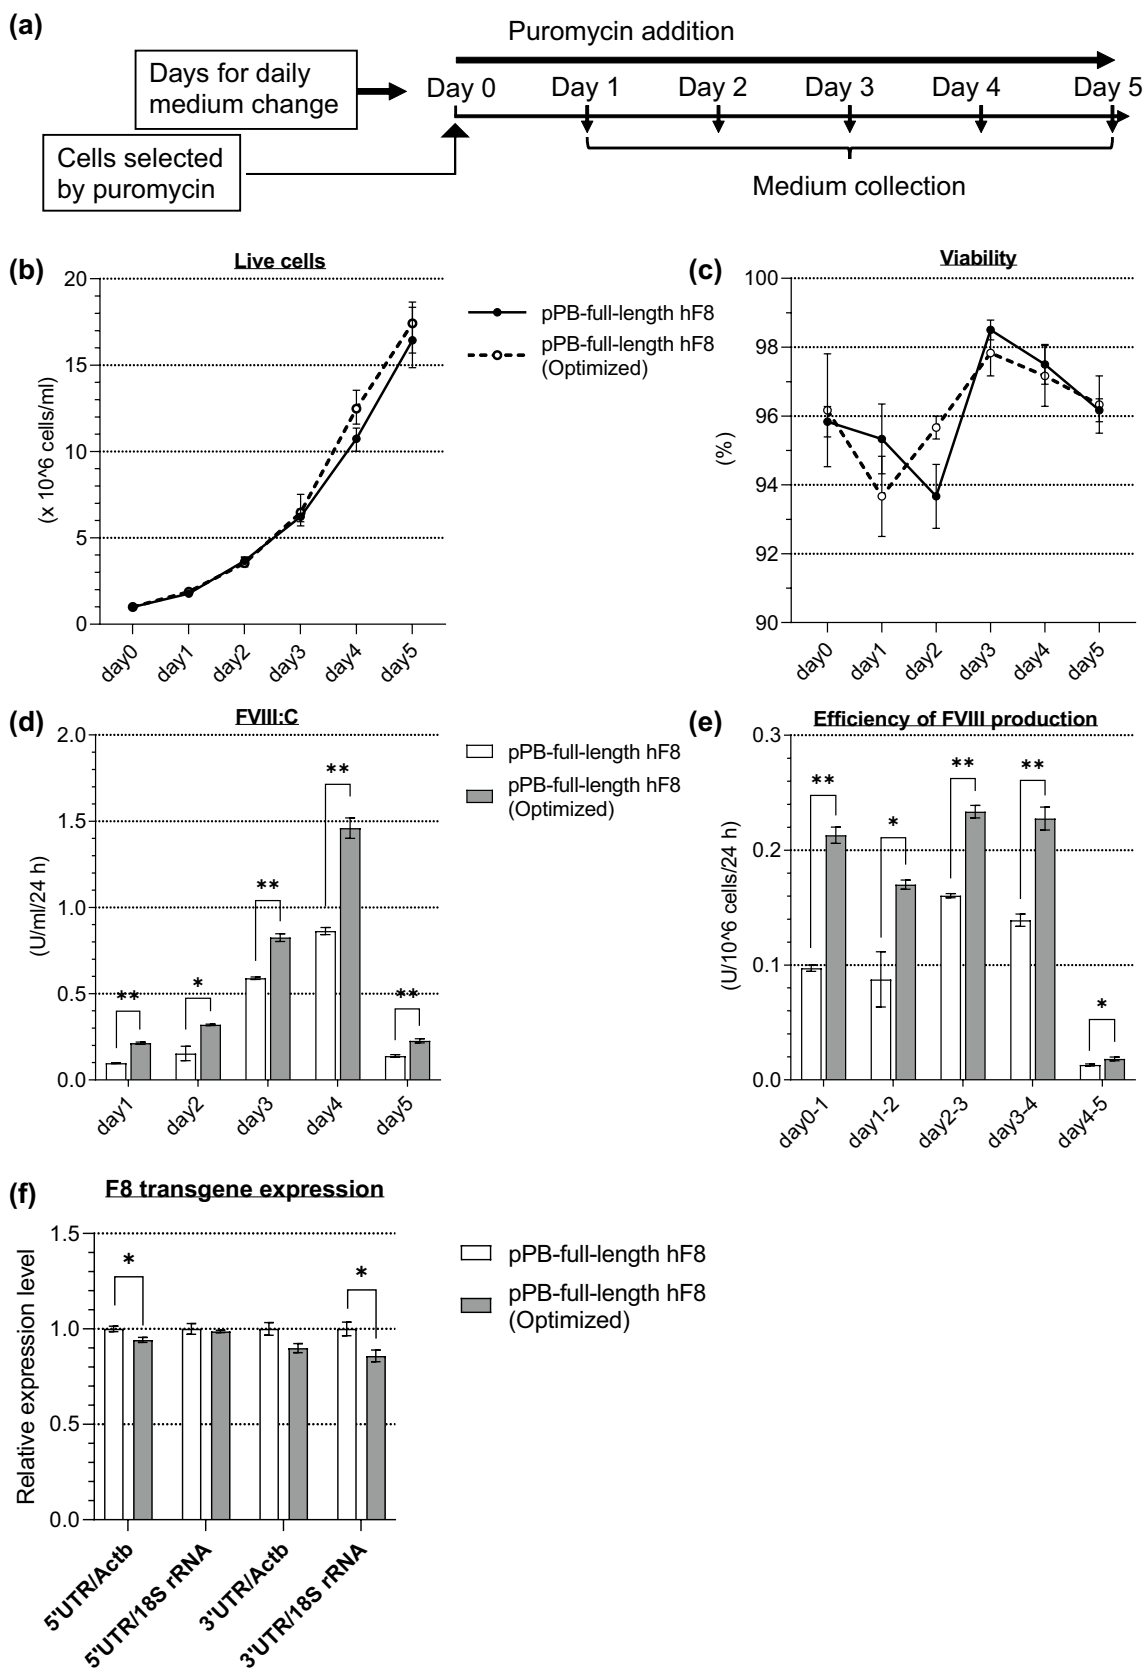 (a)
Puromycin addition
Days for daily
medium change
Day 0
Day 1
Day 2
Day 3
Day 4
Day 5
Cells selected
by puromycin
Medium collection
(b)
Live cells
(x 10^6 cells/ml)
20
15
10
5
0
day0
day1
day2
day3
day4
day5
pPB-full-length hF8
pPB-full-length hF8
(Optimized)
(c)
Viability
(%)
100
98
96
94
92
90
day0
day1
day2
day3
day4
day5
(d)
FVIII:C
(U/ml/24 h)
2.0
1.5
1.0
0.5
0.0
**
*
**
**
**
day1
day2
day3
day4
day5
pPB-full-length hF8
pPB-full-length hF8
(Optimized)
(e)
Efficiency of FVIII production
(U/10^6 cells/24 h)
0.3
0.2
0.1
0.0
**
*
**
**
*
day0-1
day1-2
day2-3
day3-4
day4-5
(f)
F8 transgene expression
Relative expression level
1.5
1.0
0.5
0.0
*
*
5'UTR/Actb
5'UTR/18S rRNA
3'UTR/Actb
3'UTR/18S rRNA
pPB-full-length hF8
pPB-full-length hF8
(Optimized)